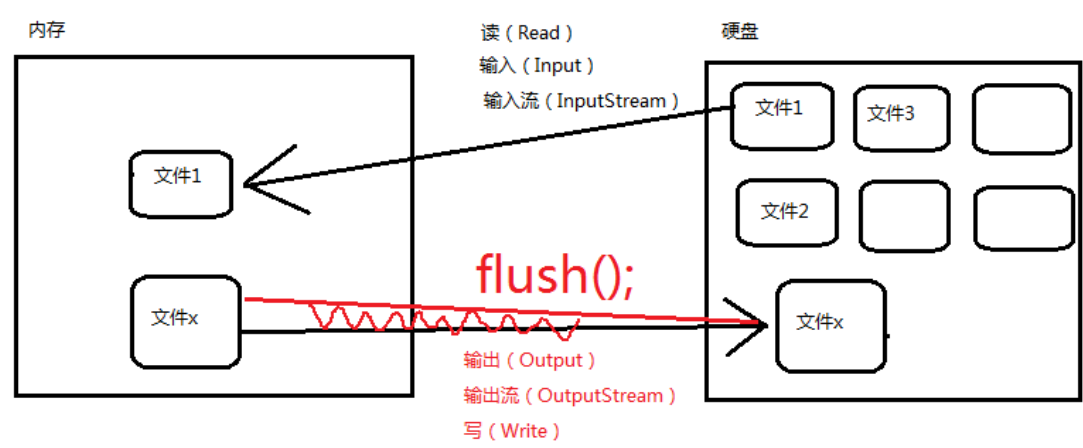 内存
读（Read）
输入（Input）
输入流（InputStream）
硬盘
文件1
文件3
文件1
文件2
flush();
文件x
文件x
输出（Output）
输出流（OutputStream）
写（Write）